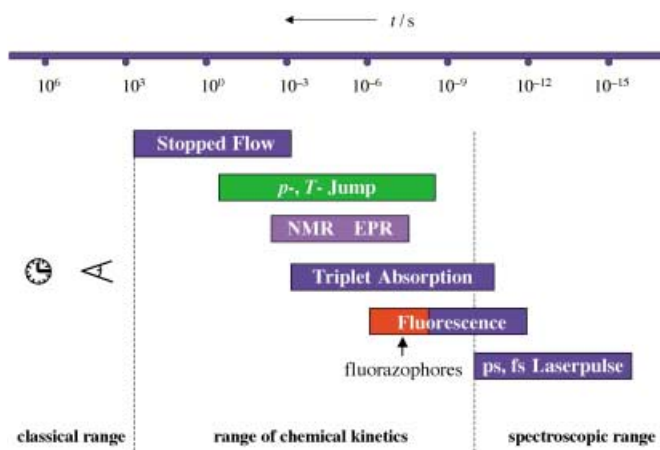 t / s
10⁶ 10³ 10⁰ 10⁻³ 10⁻⁶ 10⁻⁹ 10⁻¹² 10⁻¹⁵
Stopped Flow
p-, T- Jump
NMR EPR
Triplet Absorption
Fluorescence
fluorazophores
ps, fs Laserpulse
classical range range of chemical kinetics spectroscopic range